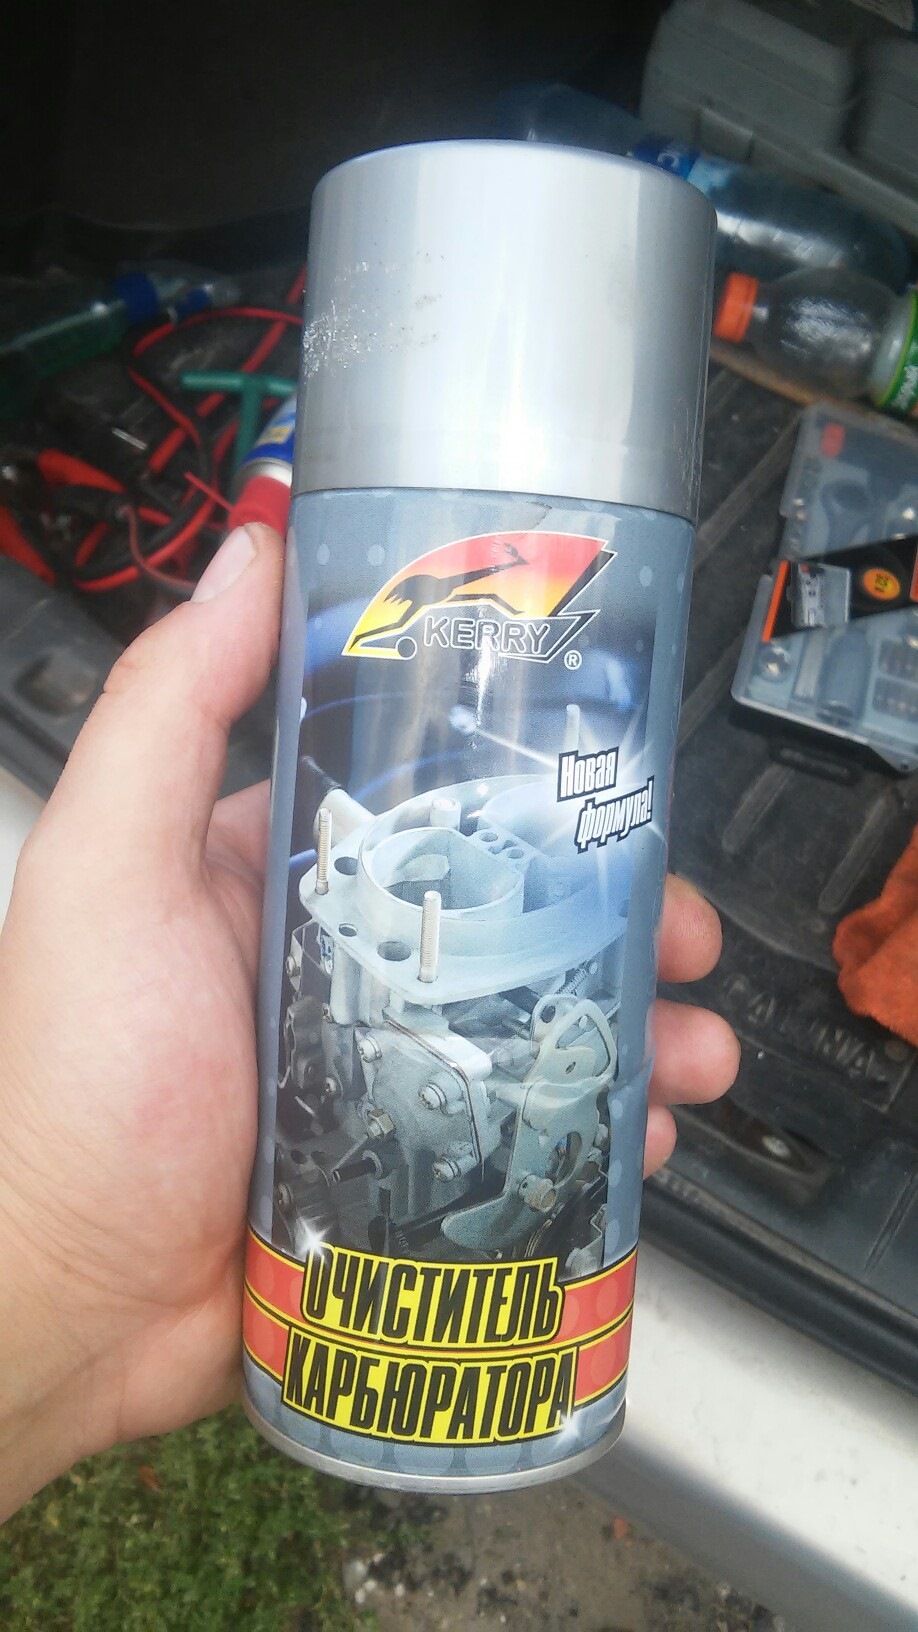 KERRY
®
Новая
формула!
ОЧИСТИТЕЛЬ
КАРБЮРАТОРА